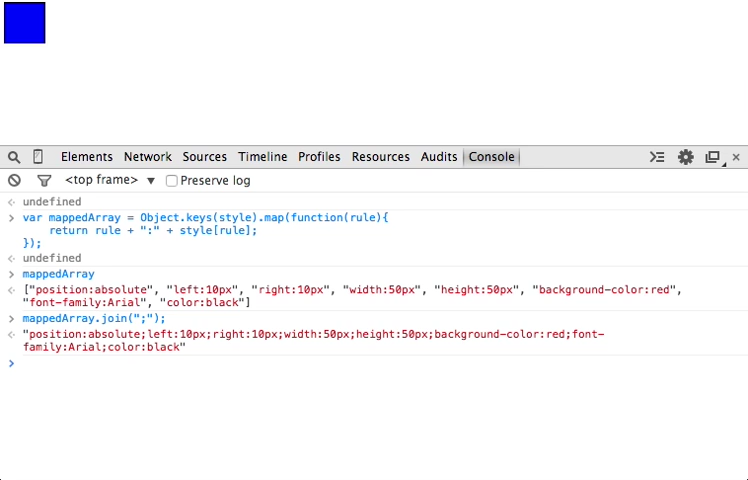 Elements Network Sources Timeline Profiles Resources Audits Console
<top frame> ▼ Preserve log
undefined
var mappedArray = Object.keys(style).map(function(rule){
return rule + ":" + style[rule];
});
undefined
mappedArray
["position:absolute", "left:10px", "right:10px", "width:50px", "height:50px", "background-color:red",
"font-family:Arial", "color:black"]
mappedArray.join(";");
"position:absolute;left:10px;right:10px;width:50px;height:50px;background-color:red;font-
family:Arial;color:black"